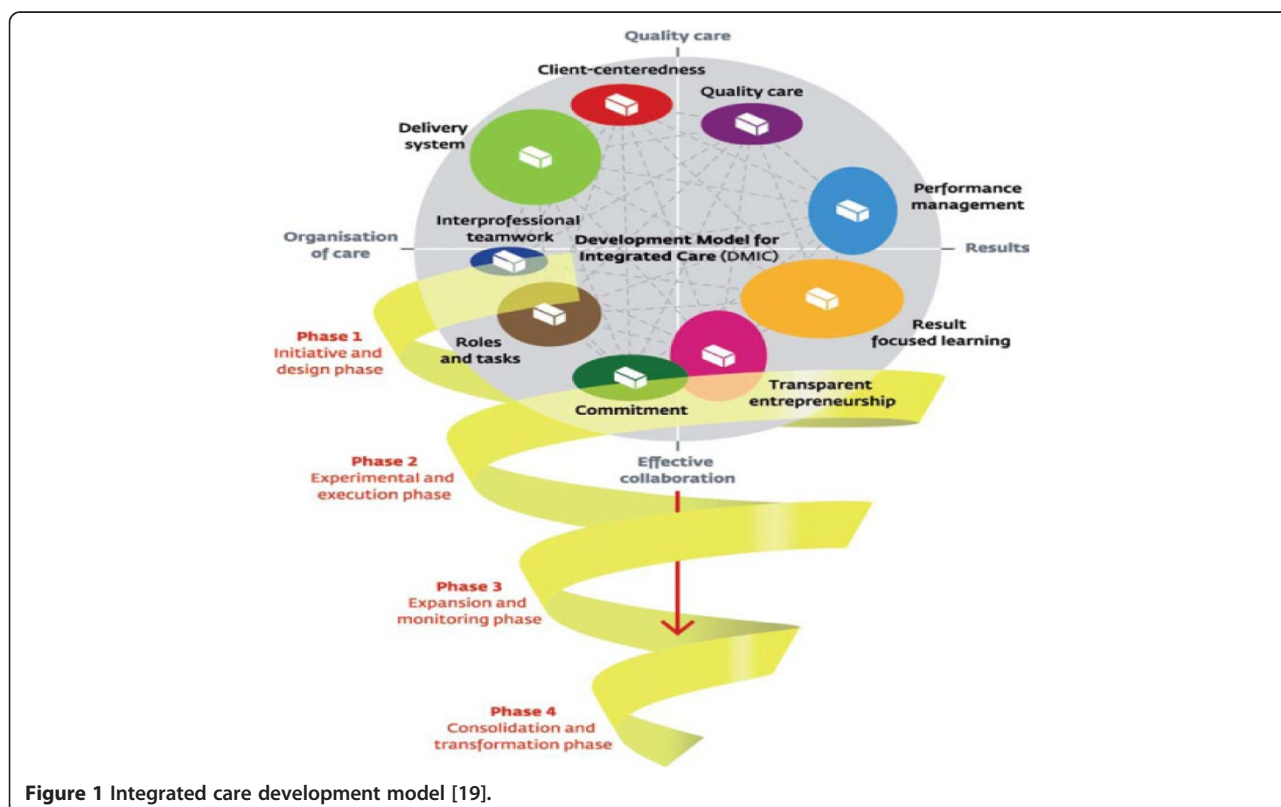 Quality care
Client-centeredness
Quality care
Delivery
system
Performance
management
Interprofessional
teamwork
Organisation
of care
Development Model for
Integrated Care (DMIC)
Results
Phase 1
Initiative and
design phase
Roles
and tasks
Result
focused learning
Commitment
Transparent
entrepreneurship
Phase 2
Experimental and
execution phase
Effective
collaboration
Phase 3
Expansion and
monitoring phase
Phase 4
Consolidation and
transformation phase
Figure 1 Integrated care development model [19].